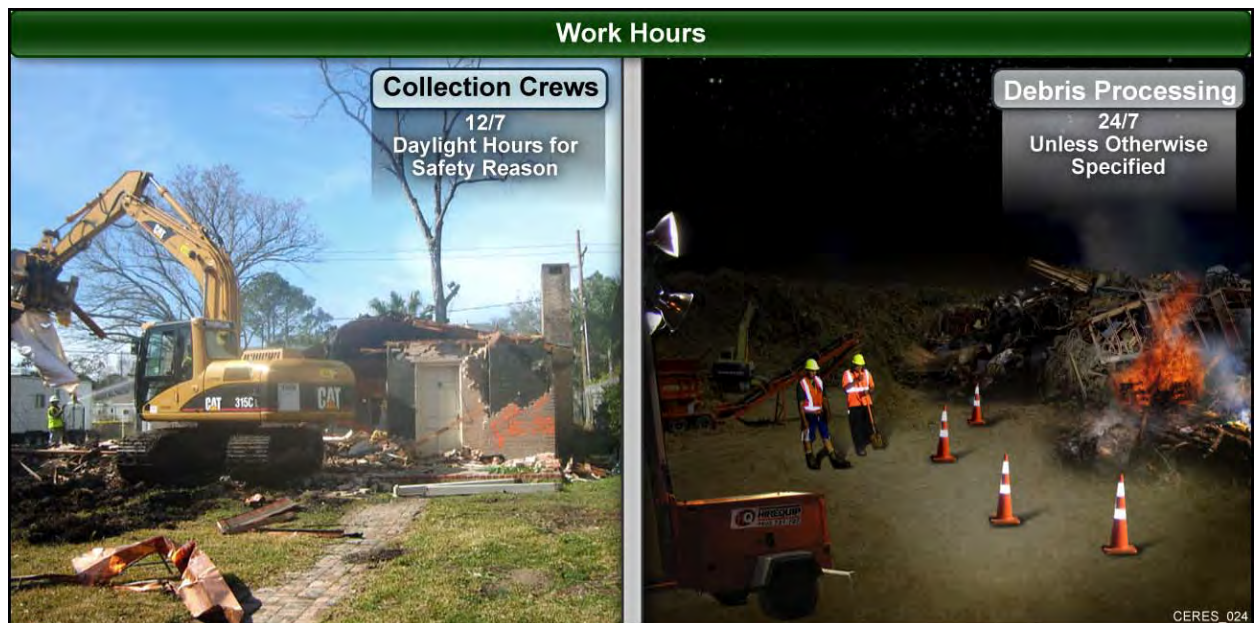 Work Hours
Collection Crews
12/7
Daylight Hours for
Safety Reason
CAT
CAT
315C
CAT
Debris Processing
24/7
Unless Otherwise
Specified
HIREQUIP
CERES_024